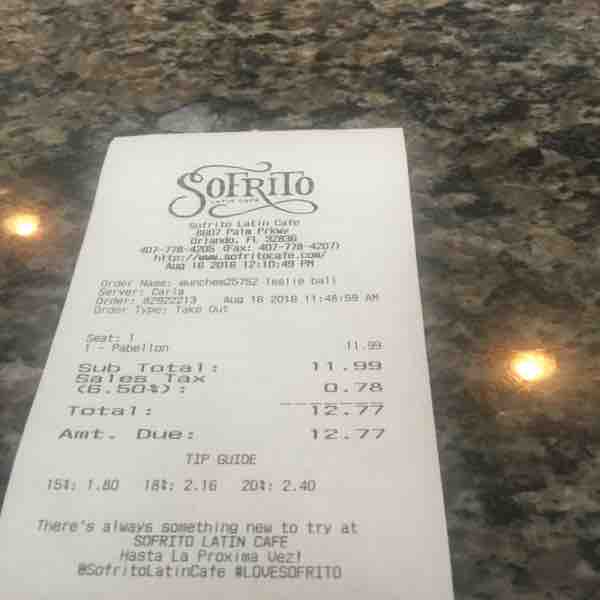 SOFRITO
LATIN CAFE
Sofrito Latin Cafe
8607 Palm Prkwy
Orlando, FL 32836
407-778-4205 (Fax: 407-778-4207)
http://www.sofritocafe.com/
Aug 16 2018 12:10:49 PM
Order Name: munchem25752 leslie ball
Server: Carla
Order: 82922213 Aug 16 2018 11:46:59 AM
Order Type: Take Out
Seat: 1
1 - Pabellon 11.99
Sub Total: 11.99
Sales Tax
(6.50%): 0.78
Total: 12.77
Amt. Due: 12.77
TIP GUIDE
15%: 1.80 18%: 2.16 20%: 2.40
There's always something new to try at
SOFRITO LATIN CAFE
Hasta La Proxima Vez!
@SofritoLatinCafe #LOVESOFRITO